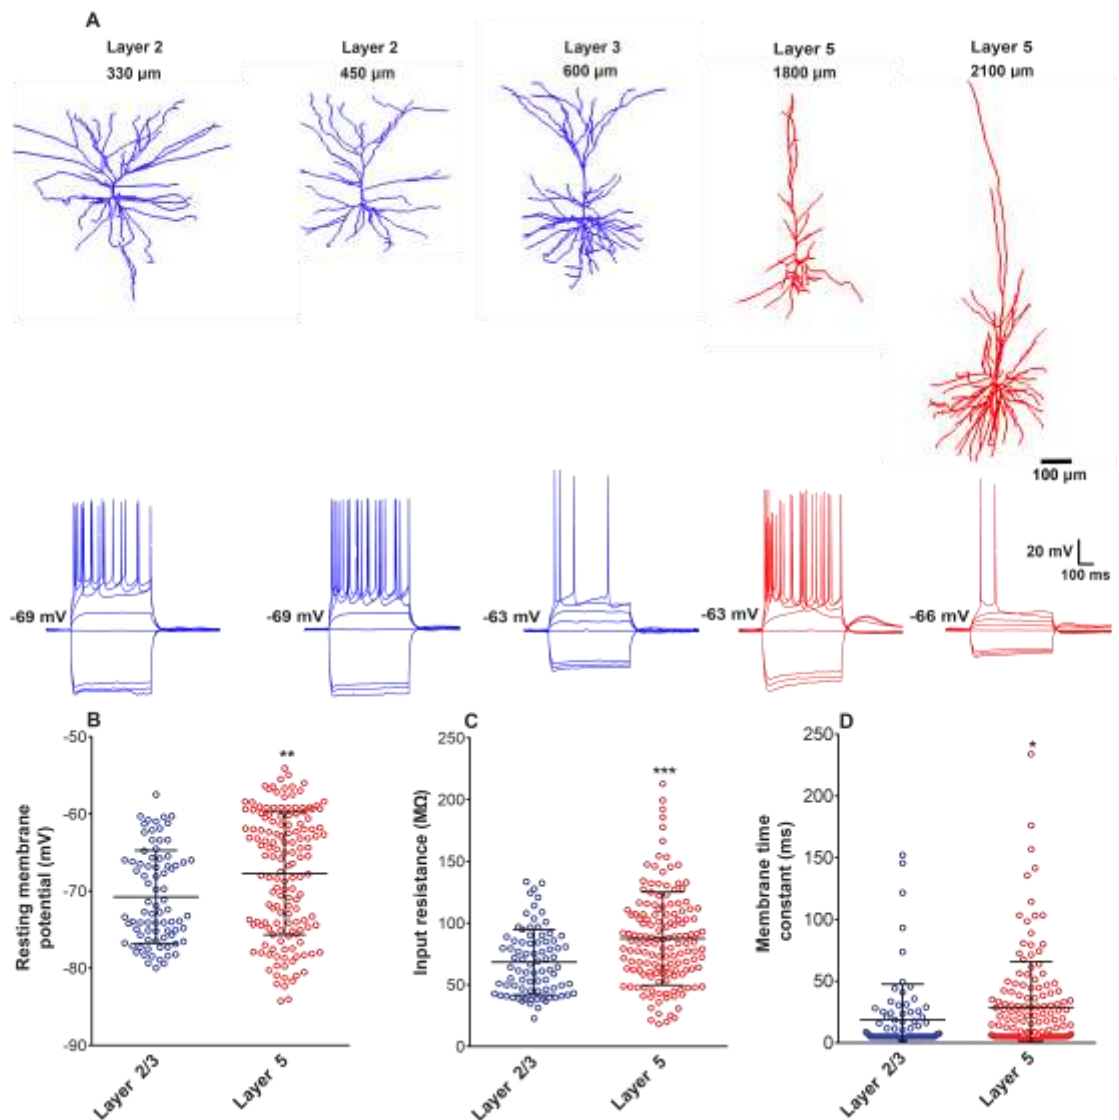 A
Layer 2
330 µm
Layer 2
450 µm
Layer 3
600 µm
Layer 5
1800 µm
Layer 5
2100 µm
100 µm
-69 mV
-69 mV
-63 mV
-63 mV
-66 mV
20 mV
100 ms
B
Resting membrane
potential (mV)
-50
-60
-70
-80
-90
**
Layer 2/3
Layer 5
C
Input resistance (MΩ)
250
200
150
100
50
0
***
Layer 2/3
Layer 5
D
Membrane time
constant (ms)
250
200
150
100
50
0
*
Layer 2/3
Layer 5